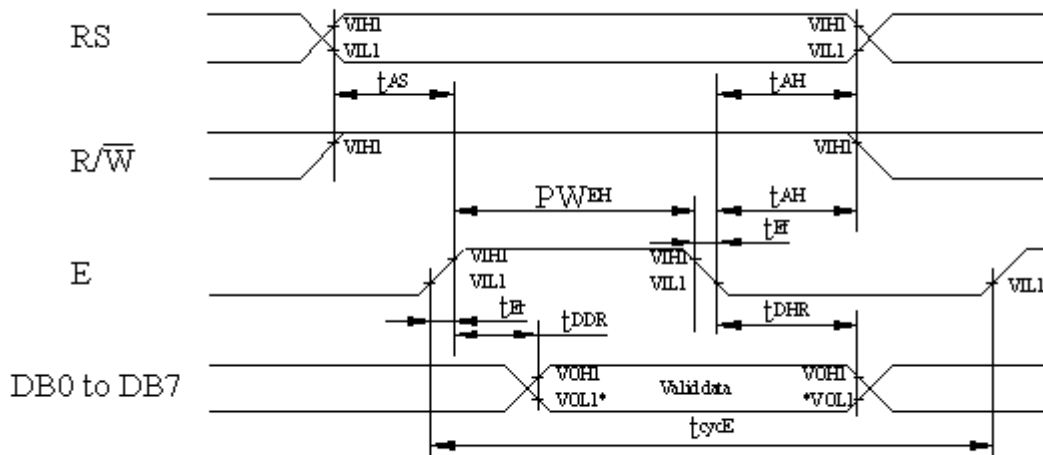 RS VIH1 VIH1
VIL1 VIL1
tAS tAH
R/W̅ VIH1 VIH1
PWEH tAH
tEf
E VIH1 VIH1
VIL1 VIL1 VIL1
tEr tDHR
tDDR
DB0 to DB7 VOH1 Valid data VOH1
VOL1* *VOL1
tcycE